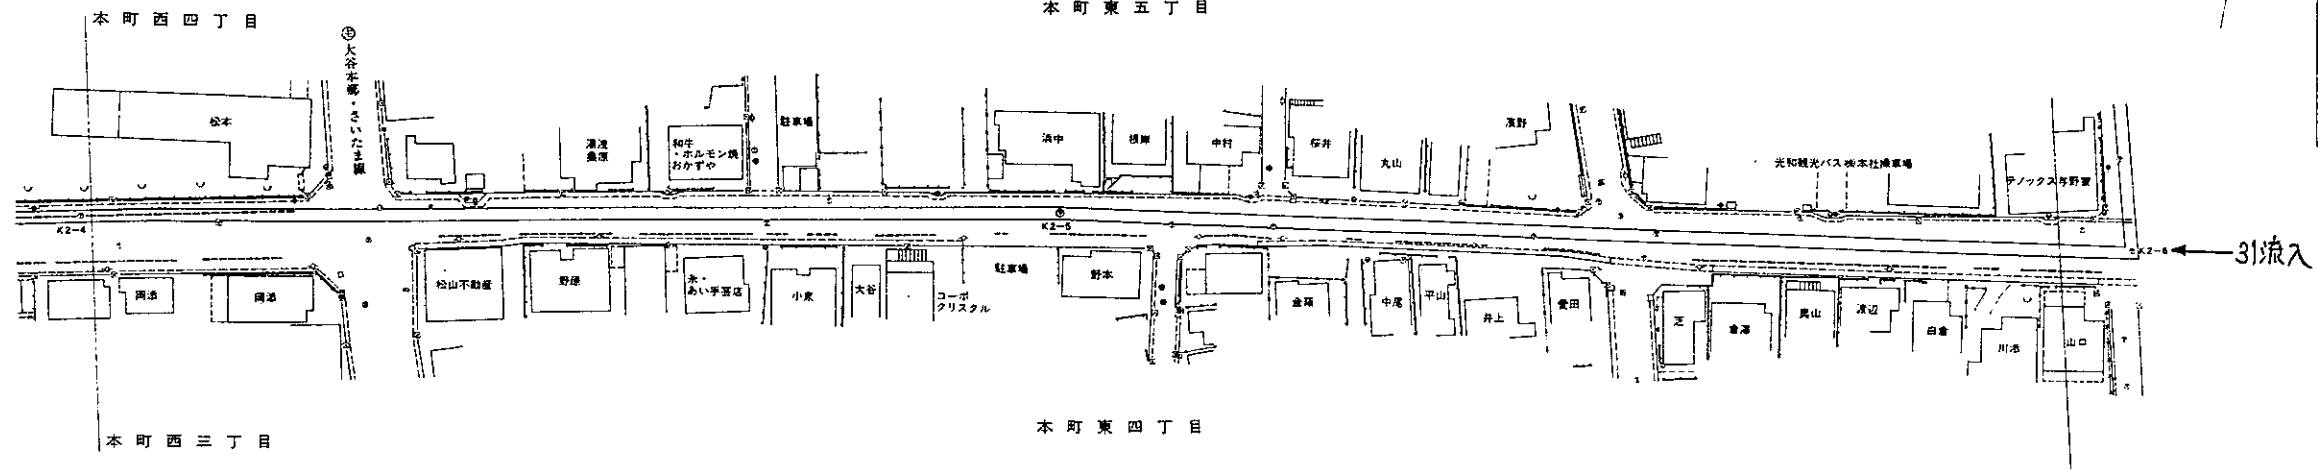 本町西四丁目
本町東五丁目
大谷本郷・さいたま線
松本
湯浅
和牛
・ホルモン焼
おかずや
駐車場
浜中
根岸
中村
桜井
丸山
濱野
光和観光バス㈱本社操車場
テノックス与野寮
K2-4
K2-5
K2-6
31流入
岡添
岡添
松山不動産
野原
あい手芸店
小泉
大谷
コーポ
クリスタル
駐車場
野本
中尾
平山
井上
愛田
芝
倉澤
奥山
渡辺
白倉
川添
山口
本町西三丁目
本町東四丁目